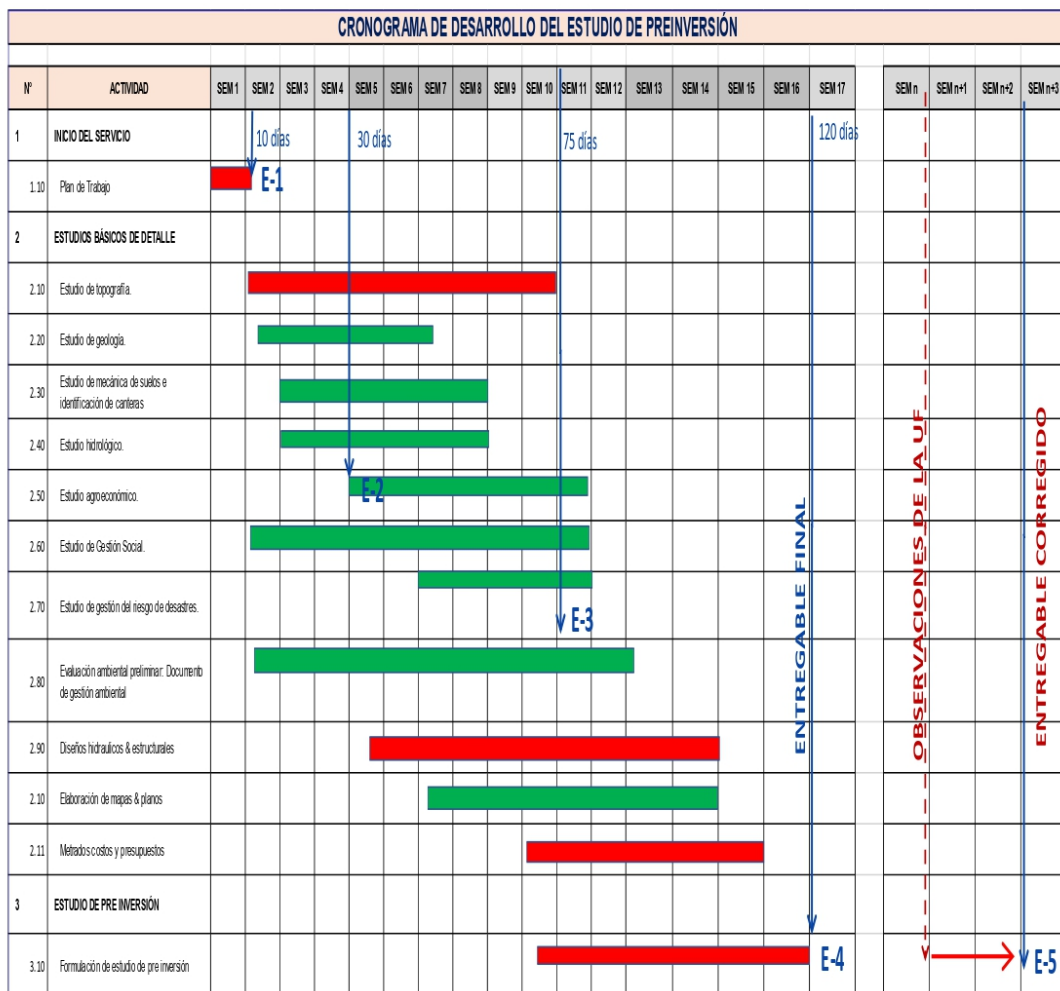 CRONOGRAMA DE DESARROLLO DEL ESTUDIO DE PREINVERSIÓN
N° ACTIVIDAD SEM 1 SEM 2 SEM 3 SEM 4 SEM 5 SEM 6 SEM 7 SEM 8 SEM 9 SEM 10 SEM 11 SEM 12 SEM 13 SEM 14 SEM 15 SEM 16 SEM 17 SEM n SEM n+1 SEM n+2 SEM n+3
1 INICIO DEL SERVICIO 10 días 30 días 75 días 120 días
1.10 Plan de Trabajo E-1
2 ESTUDIOS BÁSICOS DE DETALLE
2.10 Estudio de topografía.
2.20 Estudio de geología.
2.30 Estudio de mecánica de suelos e
identificación de canteras
2.40 Estudio hidrológico.
2.50 Estudio agroeconómico. E-2
2.60 Estudio de Gestión Social.
2.70 Estudio de gestión del riesgo de desastres. E-3
2.80 Evaluación ambiental preliminar: Documento
de gestión ambiental
2.90 Diseños hidraulicos & estructurales
2.10 Elaboración de mapas & planos
2.11 Metrados costos y presupuestos
3 ESTUDIO DE PRE INVERSIÓN
3.10 Formulación de estudio de pre inversión E-4 E-5
ENTREGABLE FINAL
OBSERVACIONES DE LA UF
ENTREGABLE CORREGIDO